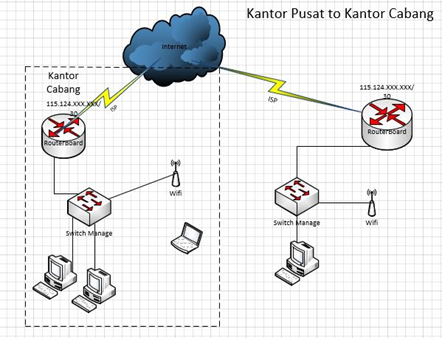 Kantor Pusat to Kantor Cabang
Internet
Kantor
Cabang
115.124.XXX.XXX/
30
RouterBoard
ISP
ISP
115.124.XXX.XXX/
30
RouterBoard
Switch Manage
Wifi
Switch Manage
Wifi